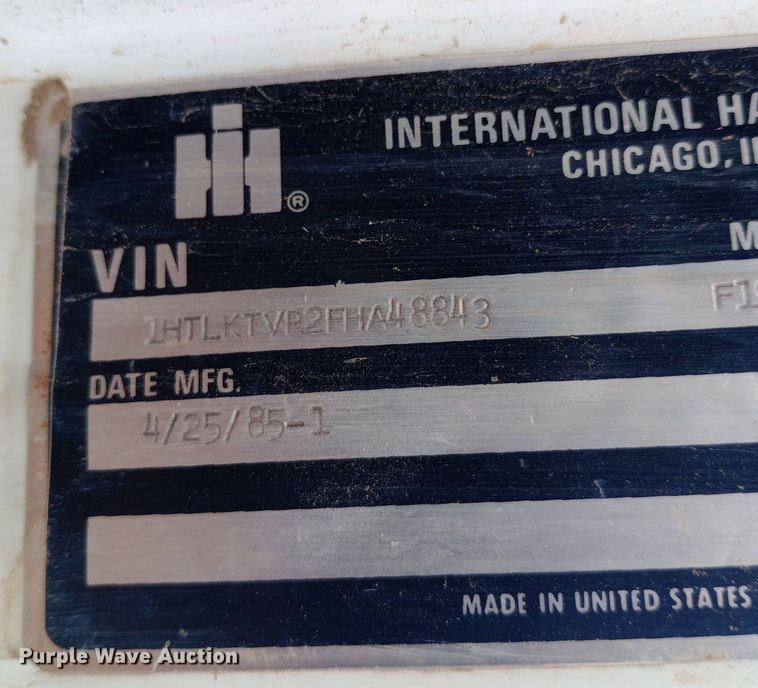 IH®
INTERNATIONAL HA
CHICAGO, I
VIN
M
1HTLKTVR2FHA48843
F1
DATE MFG.
4/25/85-1
MADE IN UNITED STATES
Purple Wave Auction